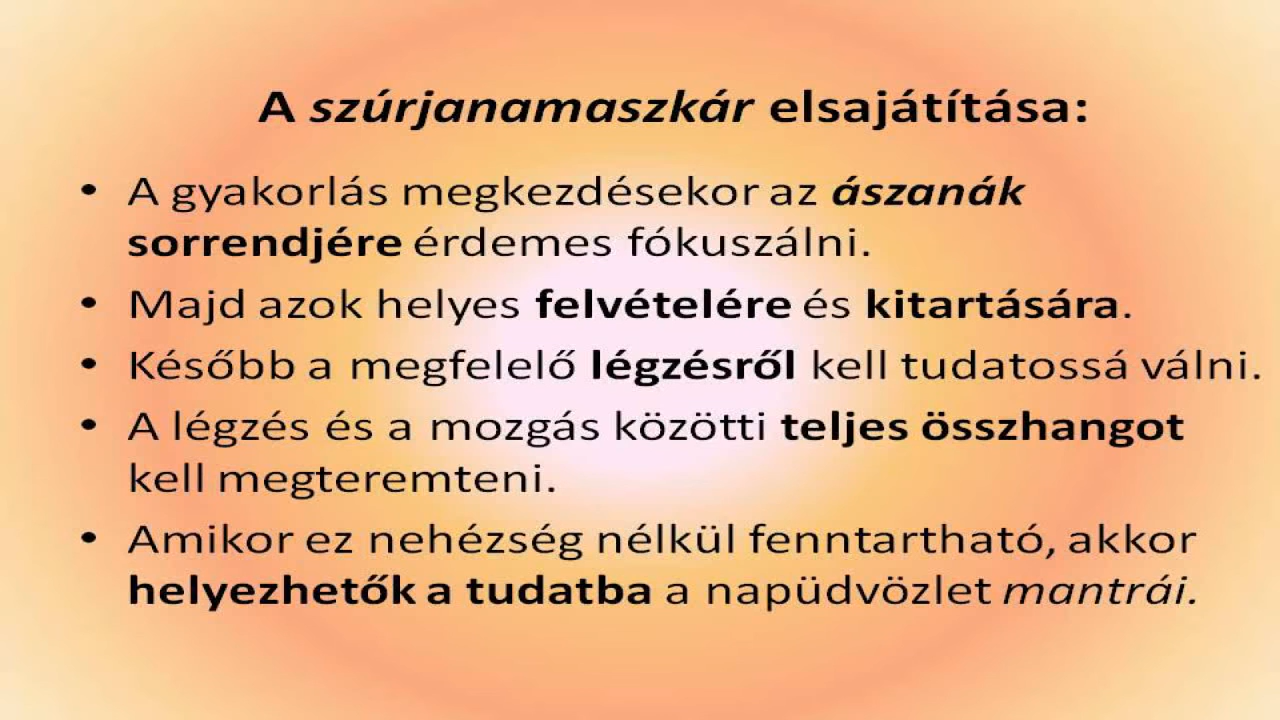 A szúrjanamaszkár elsajátítása:
• A gyakorlás megkezdésekor az ászanák
sorrendjére érdemes fókuszálni.
• Majd azok helyes felvételére és kitartására.
• Később a megfelelő légzésről kell tudatossá válni.
• A légzés és a mozgás közötti teljes összhangot
kell megteremteni.
• Amikor ez nehézség nélkül fenntartható, akkor
helyezhetők a tudatba a napüdvözlet mantrái.